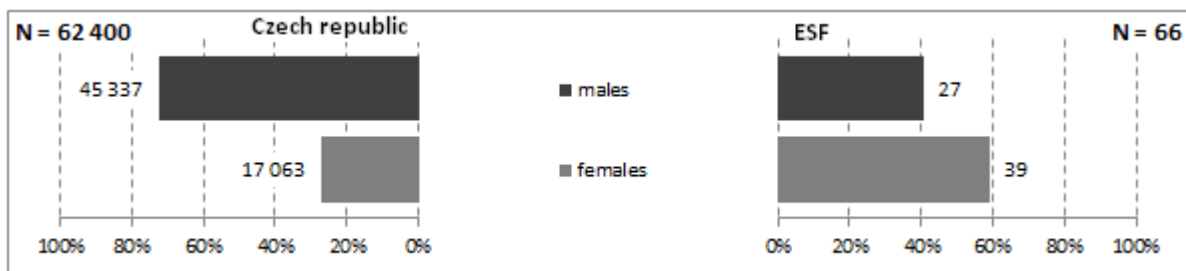 N = 62 400 Czech republic ESF N = 66
45 337 males 27
17 063 females 39
100% 80% 60% 40% 20% 0% 0% 20% 40% 60% 80% 100%